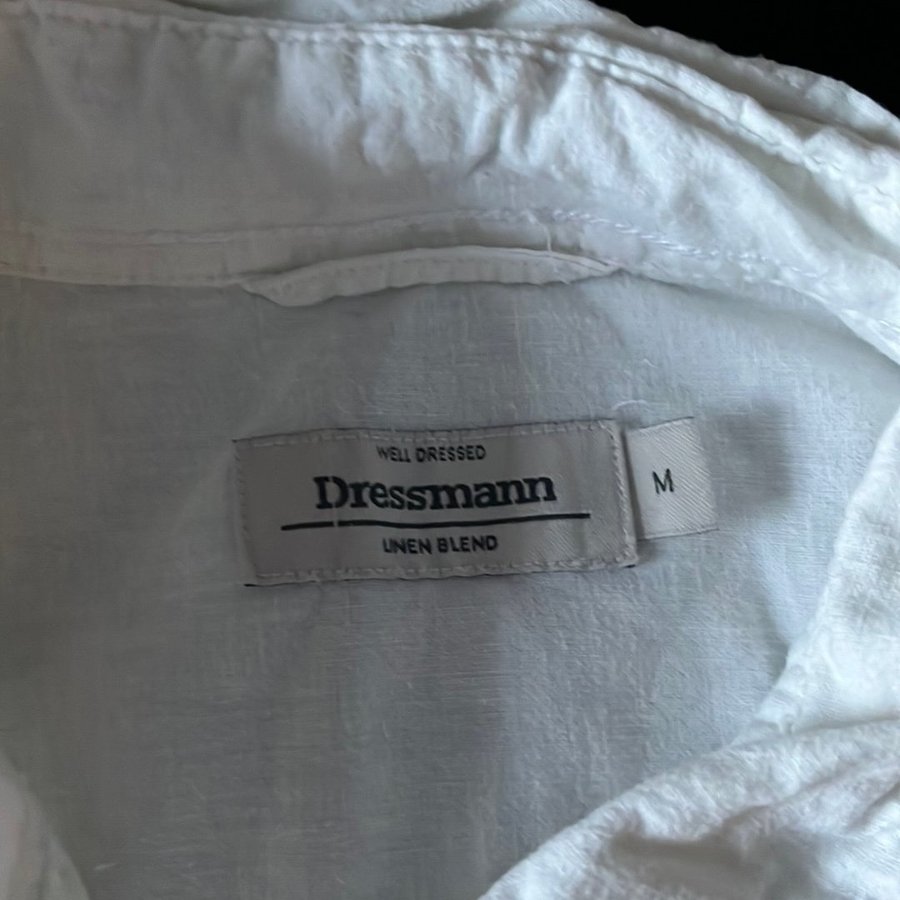 WELL DRESSED
Dressmann
LINEN BLEND
M